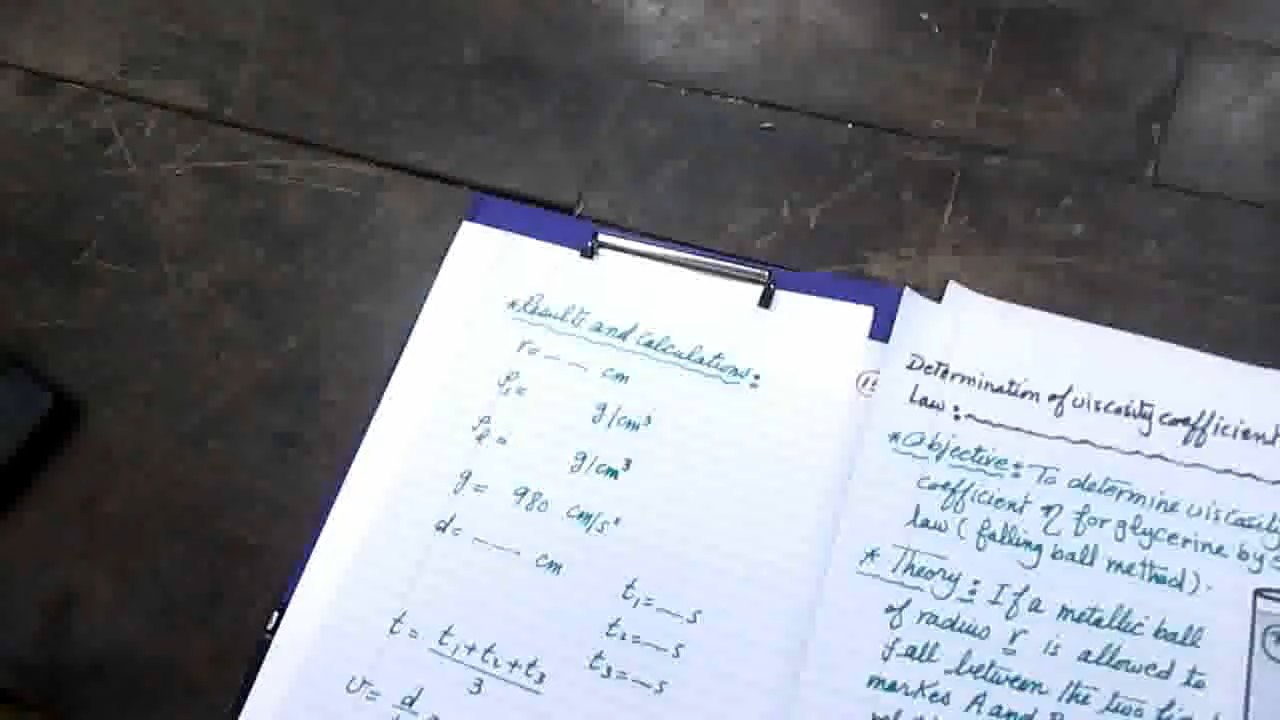 *Results and Calculations:
r= — — cm
ρ₁= g/cm³
ρ₂= g/cm³
g= 980 cm/s²
d= — — cm
t₁= — s
t₂= — s
t₃= — s
t = t₁+t₂+t₃ / 3
v = d
Determination of viscosity coefficient
Law:
*Objective: To determine viscosity
coefficient η for glycerine by
law (falling ball method).
* Theory: If a metallic ball
of radius r is allowed to
fall between the two
markes A and